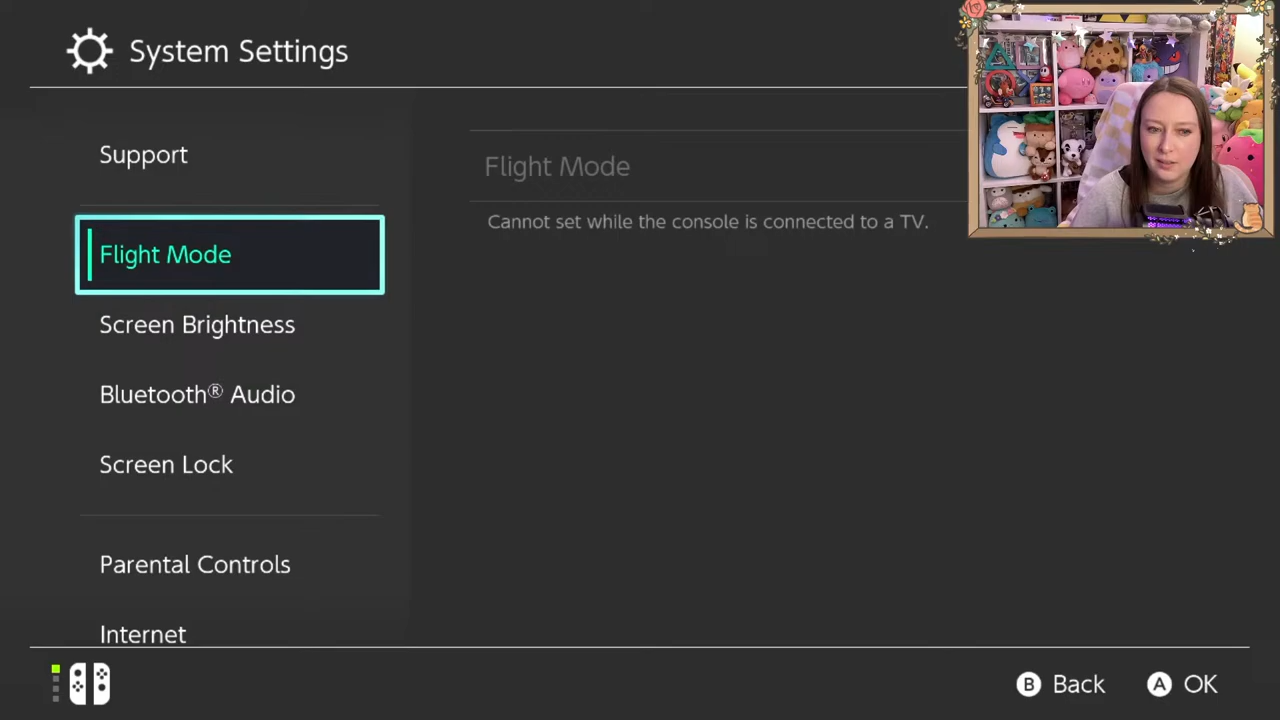 System Settings
Support
Flight Mode
Screen Brightness
Bluetooth® Audio
Screen Lock
Parental Controls
Internet
Flight Mode
Cannot set while the console is connected to a TV.
B Back
A OK